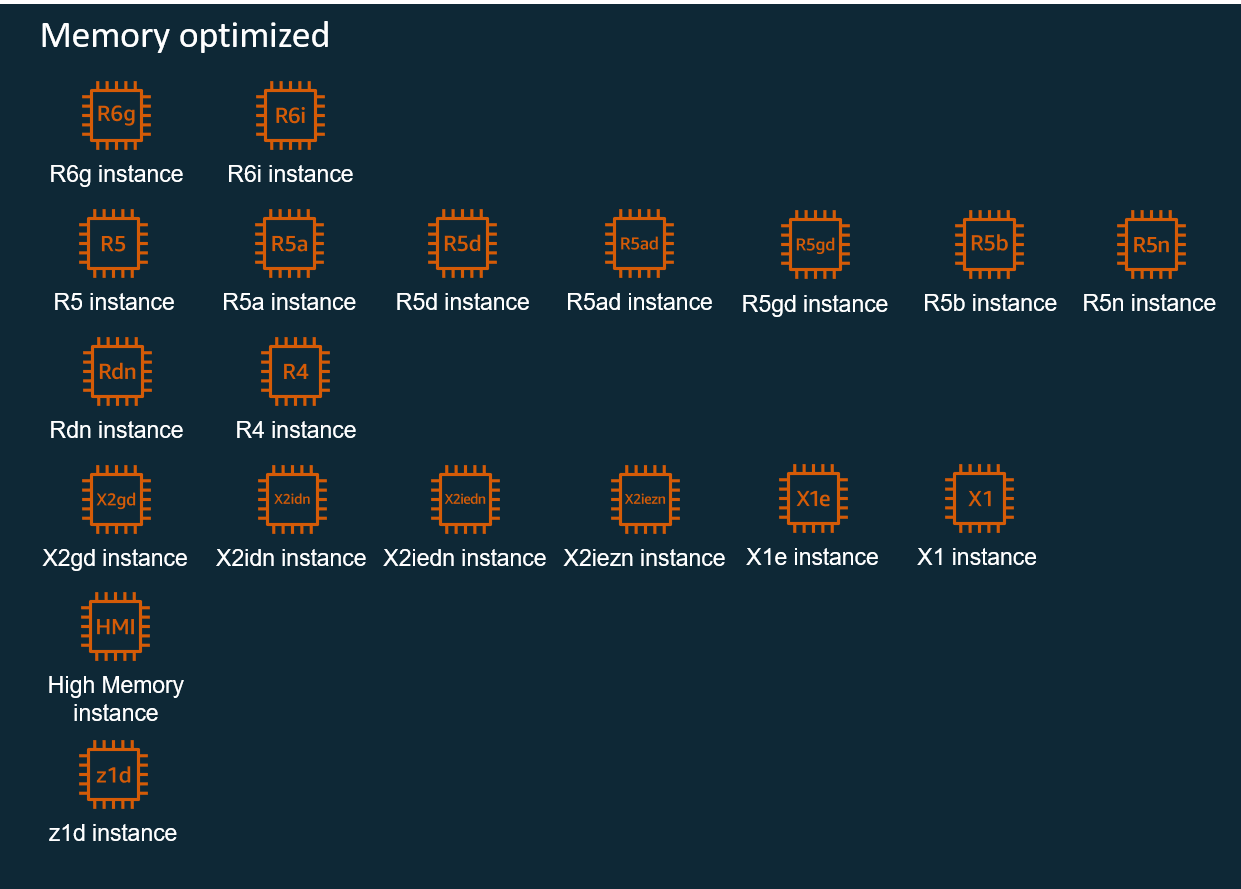 Memory optimized
R6g R6i
R6g instance R6i instance
R5 R5a R5d R5ad R5gd R5b R5n
R5 instance R5a instance R5d instance R5ad instance R5gd instance R5b instance R5n instance
Rdn R4
Rdn instance R4 instance
X2gd X2idn X2iedn X2iezn X1e X1
X2gd instance X2idn instance X2iedn instance X2iezn instance X1e instance X1 instance
HMI
High Memory
instance
z1d
z1d instance